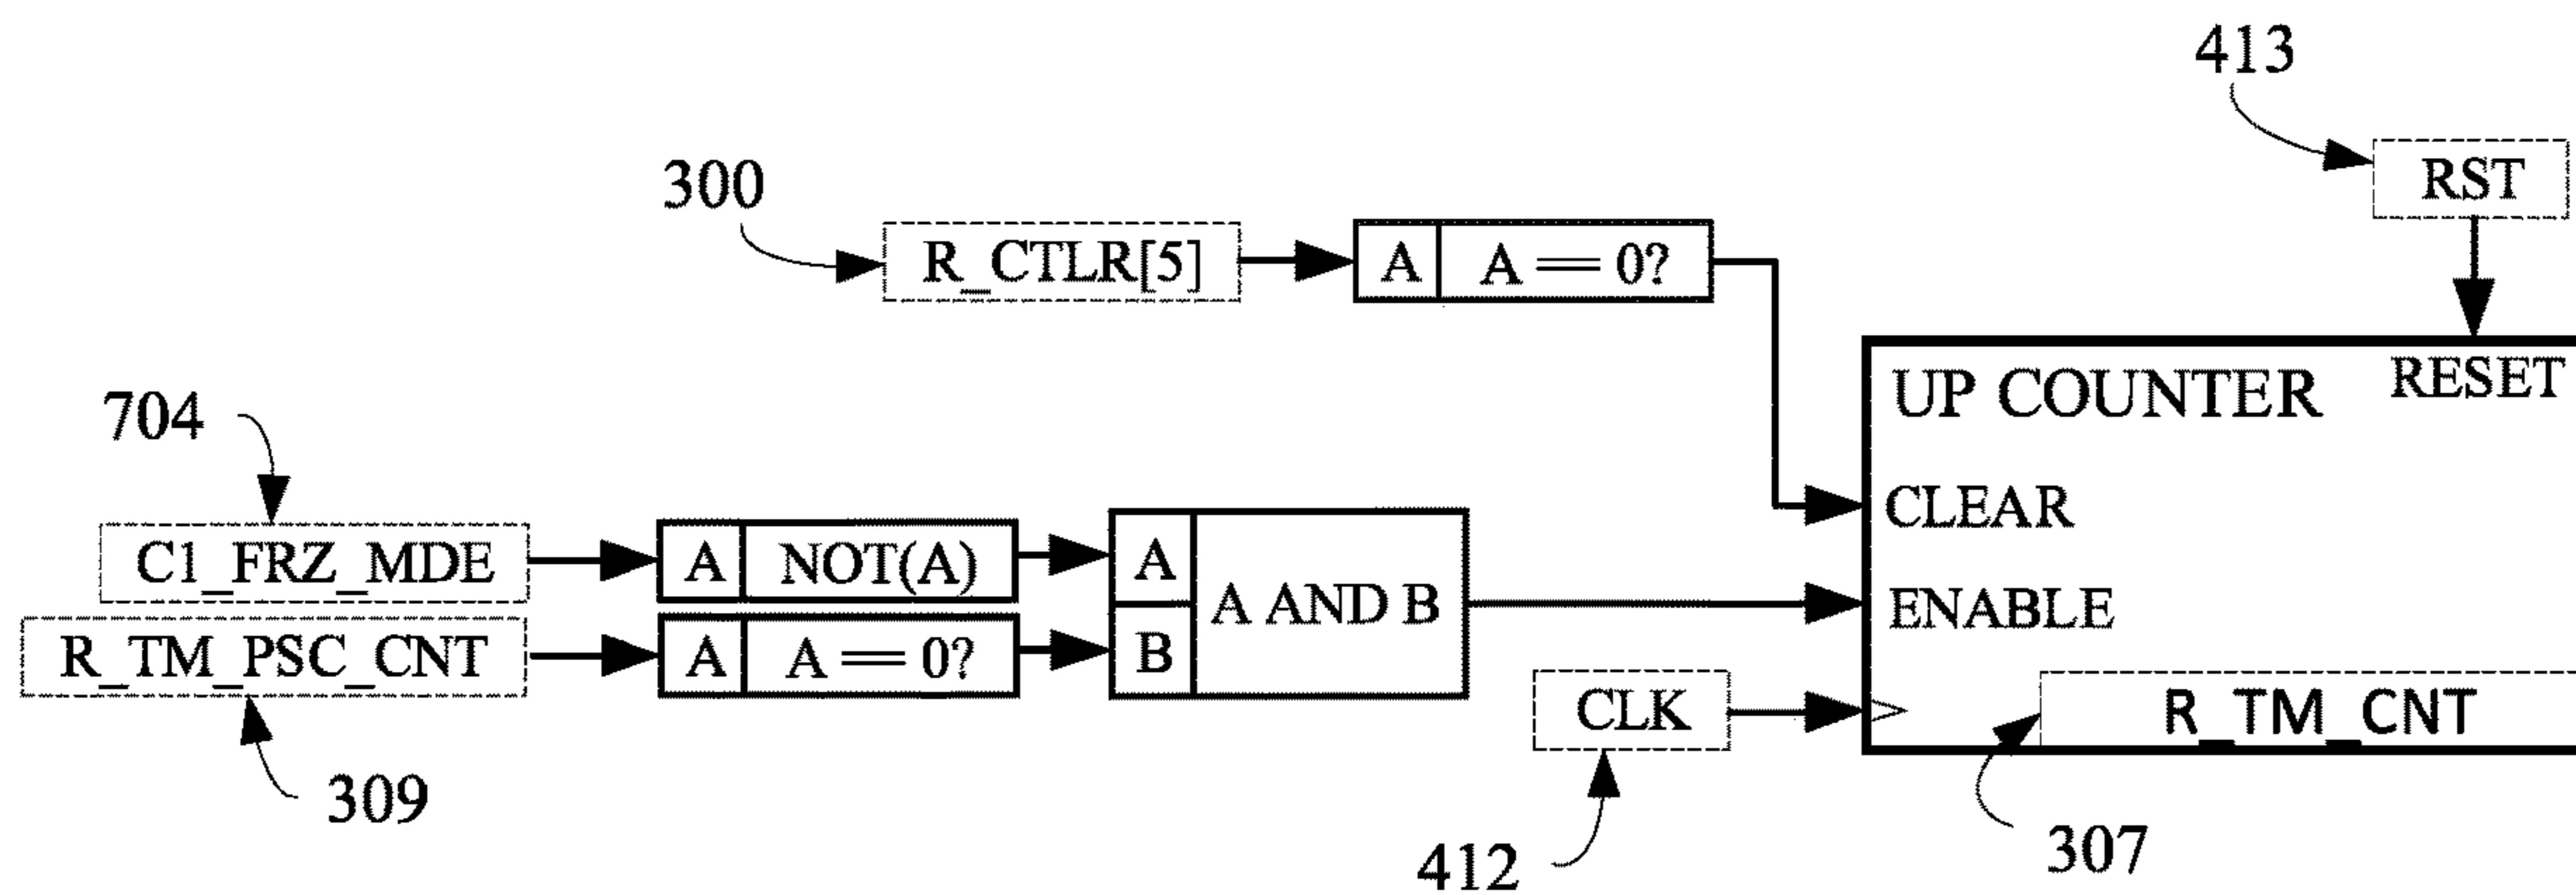 413
RST
300
R_CTLR[5]
A
A == 0?
UP COUNTER
RESET
704
CLEAR
C1_FRZ_MDE
A
NOT(A)
A
A AND B
ENABLE
R_TM_PSC_CNT
A
A == 0?
B
CLK
R_TM_CNT
309
412
307